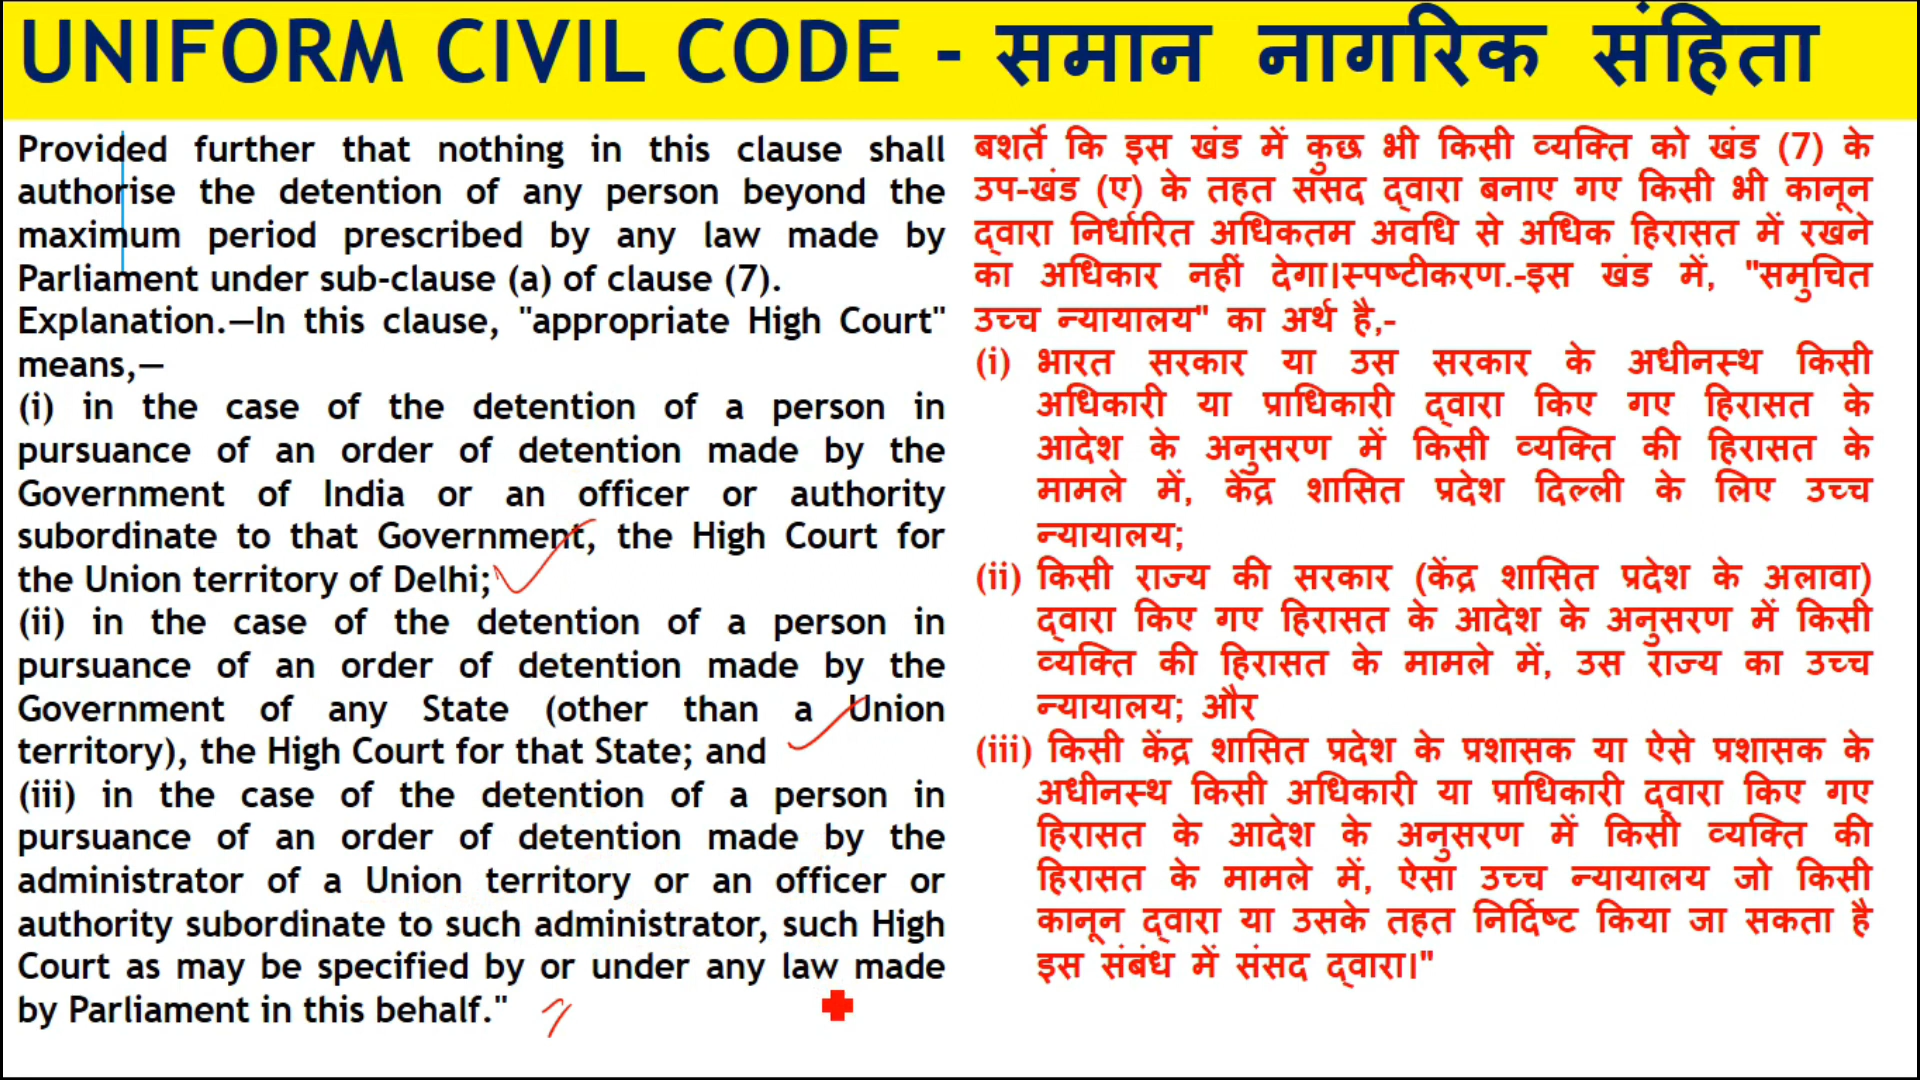 UNIFORM CIVIL CODE - समान नागरिक संहिता
Provided further that nothing in this clause shall
authorise the detention of any person beyond the
maximum period prescribed by any law made by
Parliament under sub-clause (a) of clause (7).
Explanation.—In this clause, "appropriate High Court"
means,—
(i) in the case of the detention of a person in
pursuance of an order of detention made by the
Government of India or an officer or authority
subordinate to that Government, the High Court for
the Union territory of Delhi;
(ii) in the case of the detention of a person in
pursuance of an order of detention made by the
Government of any State (other than a Union
territory), the High Court for that State; and
(iii) in the case of the detention of a person in
pursuance of an order of detention made by the
administrator of a Union territory or an officer or
authority subordinate to such administrator, such High
Court as may be specified by or under any law made
by Parliament in this behalf."
बशर्ते कि इस खंड में कुछ भी किसी व्यक्ति को खंड (7) के
उप-खंड (ए) के तहत संसद द्वारा बनाए गए किसी भी कानून
द्वारा निर्धारित अधिकतम अवधि से अधिक हिरासत में रखने
का अधिकार नहीं देगा।स्पष्टीकरण.-इस खंड में, "समुचित
उच्च न्यायालय" का अर्थ है,-
(i) भारत सरकार या उस सरकार के अधीनस्थ किसी
अधिकारी या प्राधिकारी द्वारा किए गए हिरासत के
आदेश के अनुसरण में किसी व्यक्ति की हिरासत के
मामले में, केंद्र शासित प्रदेश दिल्ली के लिए उच्च
न्यायालय;
(ii) किसी राज्य की सरकार (केंद्र शासित प्रदेश के अलावा)
द्वारा किए गए हिरासत के आदेश के अनुसरण में किसी
व्यक्ति की हिरासत के मामले में, उस राज्य का उच्च
न्यायालय; और
(iii) किसी केंद्र शासित प्रदेश के प्रशासक या ऐसे प्रशासक के
अधीनस्थ किसी अधिकारी या प्राधिकारी द्वारा किए गए
हिरासत के आदेश के अनुसरण में किसी व्यक्ति की
हिरासत के मामले में, ऐसा उच्च न्यायालय जो किसी
कानून द्वारा या उसके तहत निर्दिष्ट किया जा सकता है
इस संबंध में संसद द्वारा।"